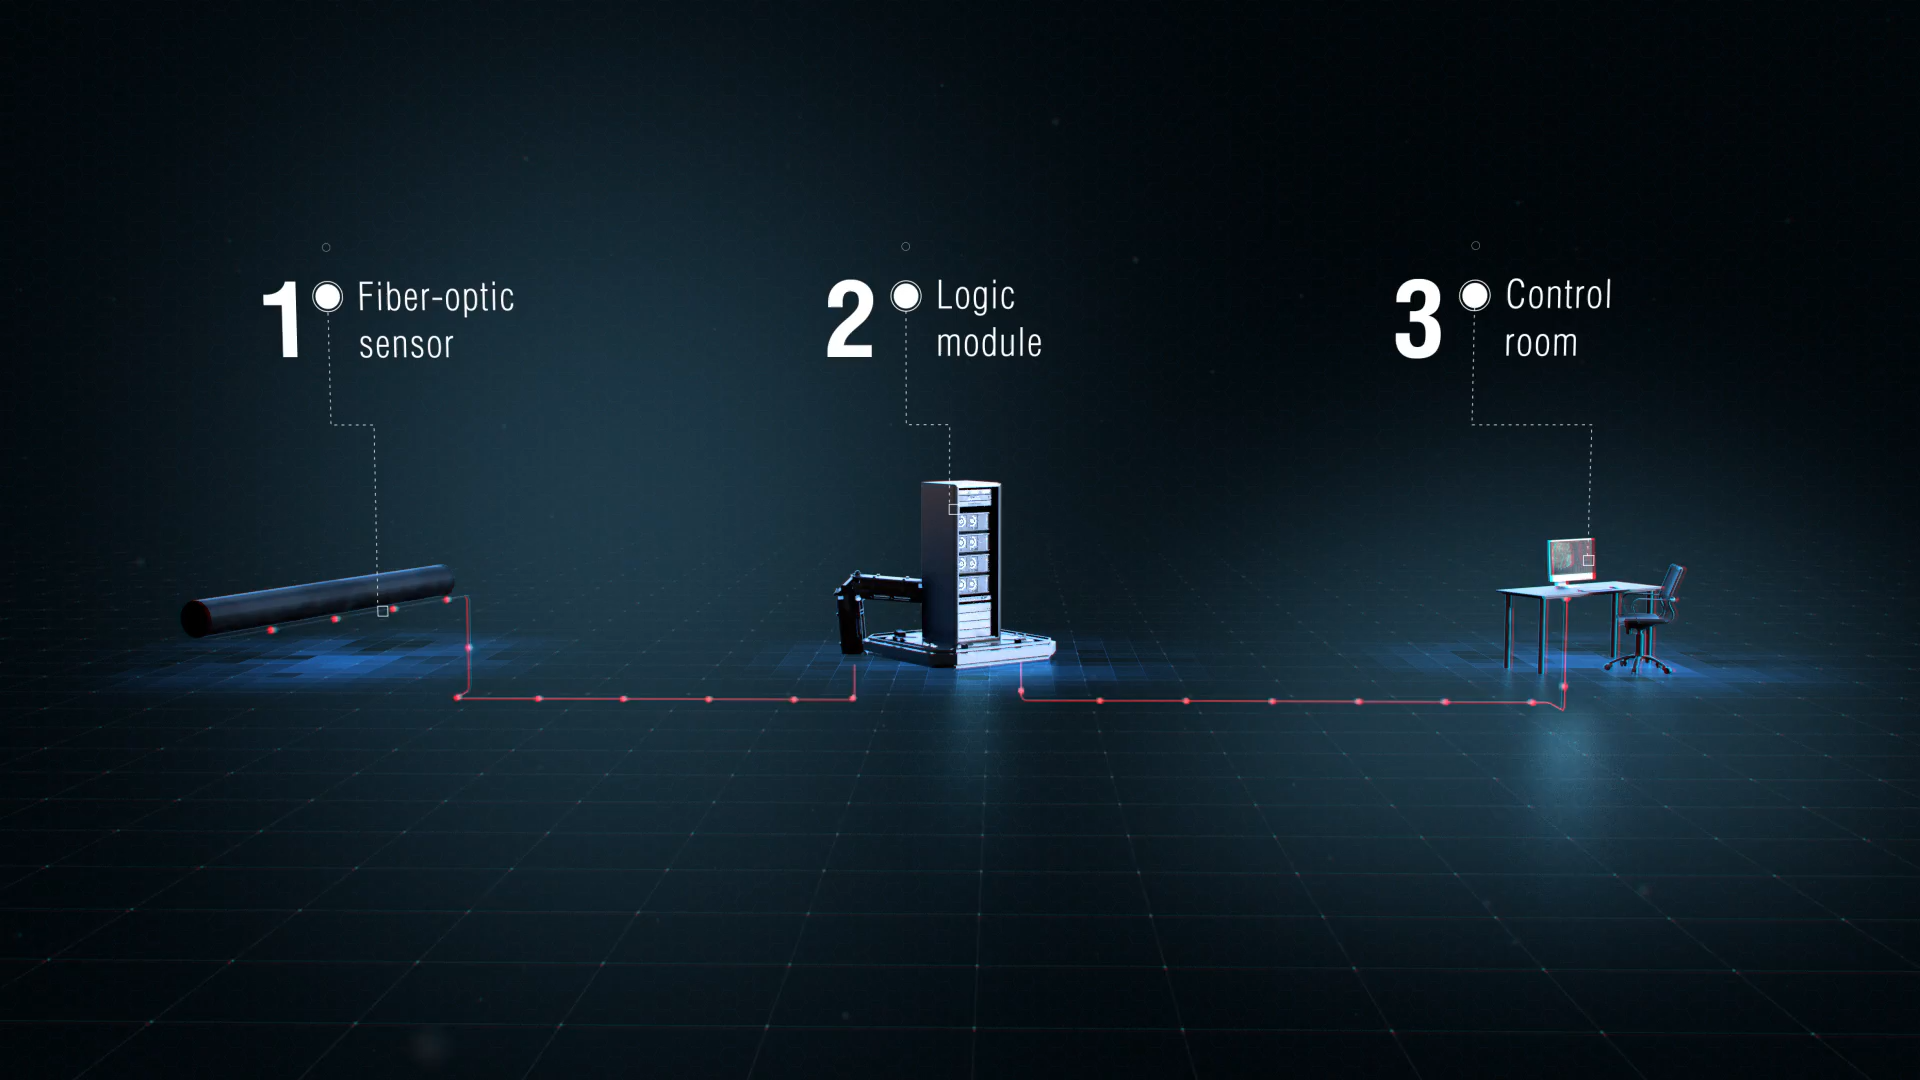 1 Fiber-optic
sensor
2 Logic
module
3 Control
room